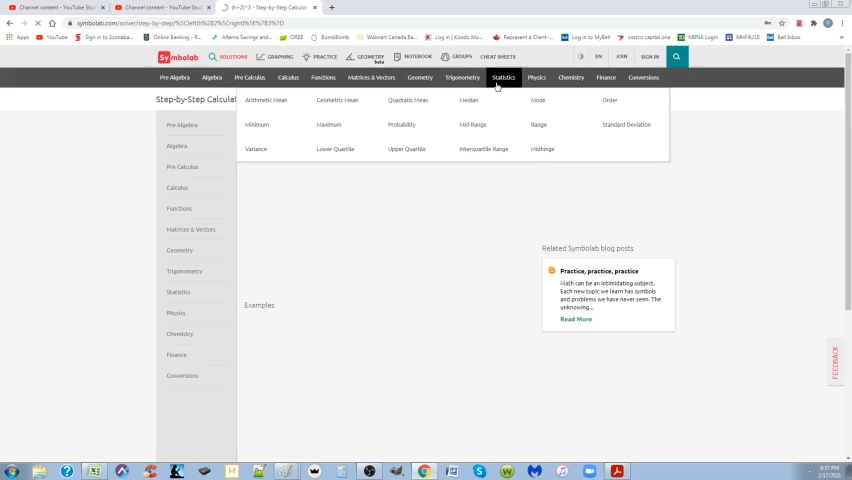 Channel content - YouTube Stud
Channel content - YouTube Stud
(h+2)^3 - Step-by-Step Calculat
symbolab.com/solver/step-by-step/%5Cleft(h%2B2%5Cright)%5E%7B3%7D
Apps
YouTube
Sign in to Scotiaba...
Online Banking - R...
Alterna Savings and...
OREB
BombBomb
Walmart Canada Ba...
Log in | Koodo Mo...
Represent a Client -...
Log in to MyBell
costco capital one
MBNA Login
MHF4U0
Bell Inbox
Symbolab
SOLUTIONS
GRAPHING
PRACTICE
GEOMETRY
beta
NOTEBOOK
GROUPS
CHEAT SHEETS
EN
JOIN
SIGN IN
Pre Algebra
Algebra
Pre Calculus
Calculus
Functions
Matrices & Vectors
Geometry
Trigonometry
Statistics
Physics
Chemistry
Finance
Conversions
Step-by-Step Calculat
Arithmetic Mean
Geometric Mean
Quadratic Mean
Median
Mode
Order
Minimum
Maximum
Probability
Mid-Range
Range
Standard Deviation
Variance
Lower Quartile
Upper Quartile
Interquartile Range
Midhinge
Pre Algebra
Algebra
Pre Calculus
Calculus
Functions
Matrices & Vectors
Geometry
Trigonometry
Statistics
Physics
Chemistry
Finance
Conversions
Examples
Related Symbolab blog posts
Practice, practice, practice
Math can be an intimidating subject.
Each new topic we learn has symbols
and problems we have never seen. The
unknowing...
Read More
FEEDBACK
6:37 PM
2/17/2021